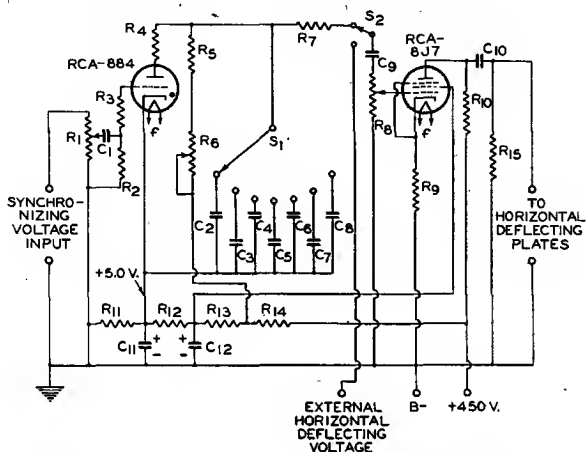 R4
RCA-884
R5
R7
S2
RCA-
6J7
C10
C9
R3
R1
C1
R2
f
R6
S1
R8
f
R10
R9
R15
SYNCHRO-
NIZING
VOLTAGE
INPUT
C2
C3
C4
C5
C6
C7
C8
TO
HORIZONTAL
DEFLECTING
PLATES
+5.0 V.
R11
R12
R13
R14
C11
+
-
+
-
C12
EXTERNAL
HORIZONTAL
DEFLECTING
VOLTAGE
B-
+450 V.